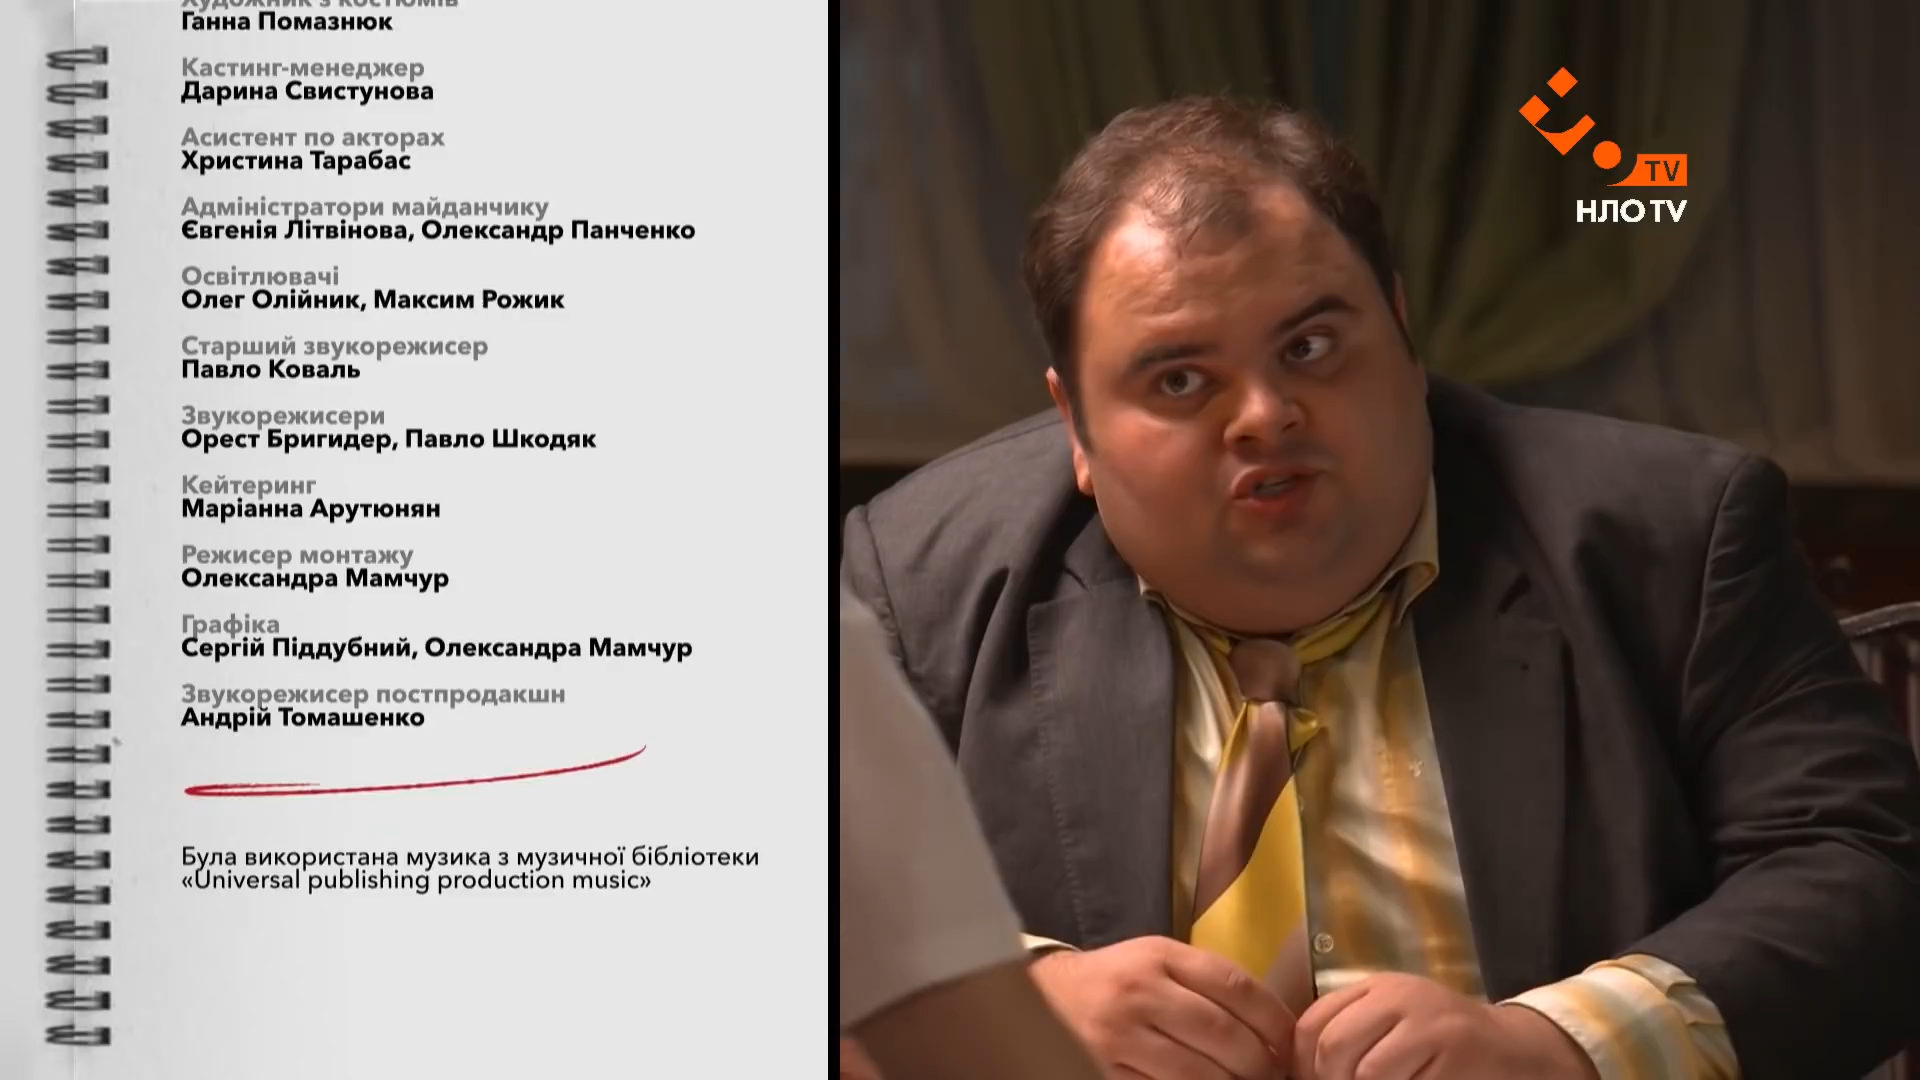 Художник з костюмів
Ганна Помазнюк
Кастинг-менеджер
Дарина Свистунова
Асистент по акторах
Христина Тарабас
Адміністратори майданчику
Євгенія Літвінова, Олександр Панченко
Освітлювачі
Олег Олійник, Максим Рожик
Старший звукорежисер
Павло Коваль
Звукорежисери
Орест Бригидер, Павло Шкодяк
Кейтеринг
Маріанна Арутюнян
Режисер монтажу
Олександра Мамчур
Графіка
Сергій Піддубний, Олександра Мамчур
Звукорежисер постпродакшн
Андрій Томашенко
Була використана музика з музичної бібліотеки
«Universal publishing production music»
TV
НЛО TV